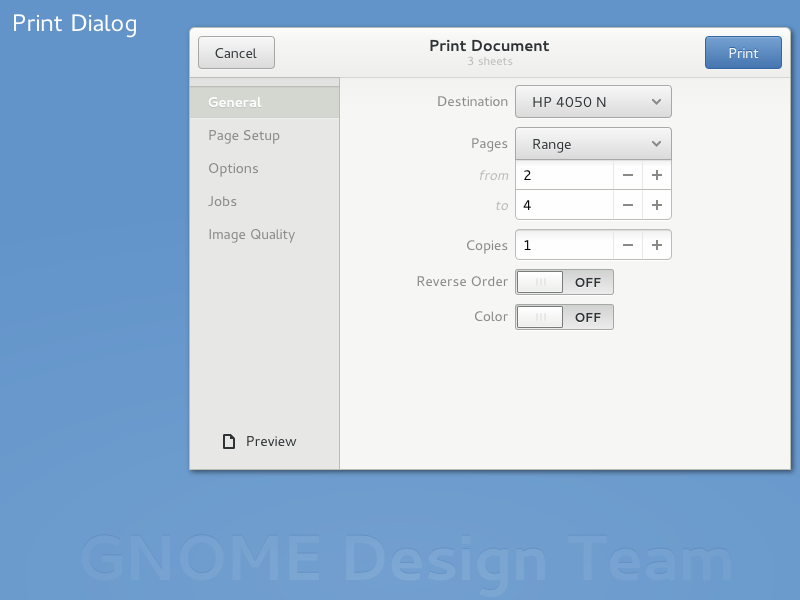 Print Dialog
Cancel
Print Document
3 sheets
Print
General
Page Setup
Options
Jobs
Image Quality
Preview
Destination HP 4050 N
Pages Range
from 2
to 4
Copies 1
Reverse Order OFF
Color OFF
GNOME Design Team